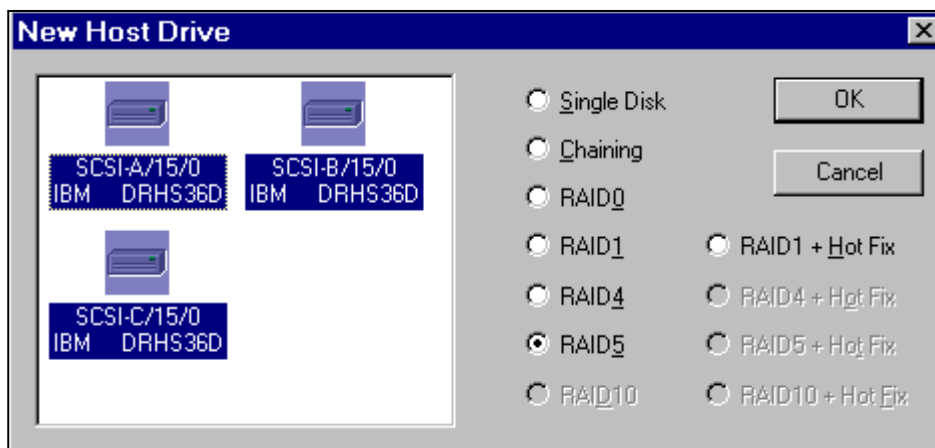 New Host Drive
SCSI-A/15/0
IBM DRHS36D
SCSI-B/15/0
IBM DRHS36D
SCSI-C/15/0
IBM DRHS36D
Single Disk
Chaining
RAID0
RAID1
RAID4
RAID5
RAID10
RAID1 + Hot Fix
RAID4 + Hot Fix
RAID5 + Hot Fix
RAID10 + Hot Fix
OK
Cancel